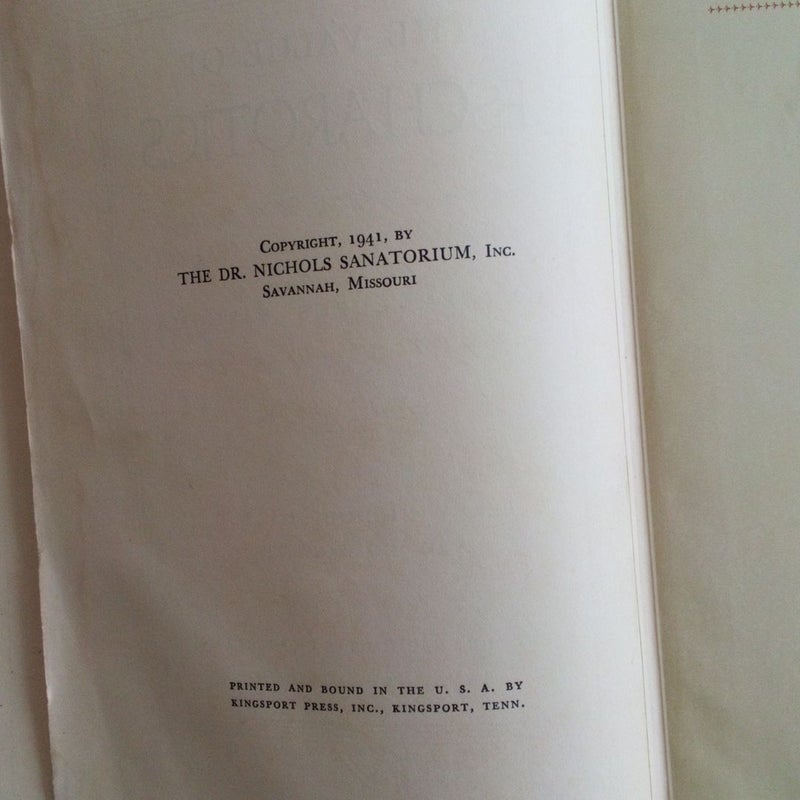 COPYRIGHT, 1941, BY
THE DR. NICHOLS SANATORIUM, INC.
SAVANNAH, MISSOURI
PRINTED AND BOUND IN THE U. S. A. BY
KINGSPORT PRESS, INC., KINGSPORT, TENN.